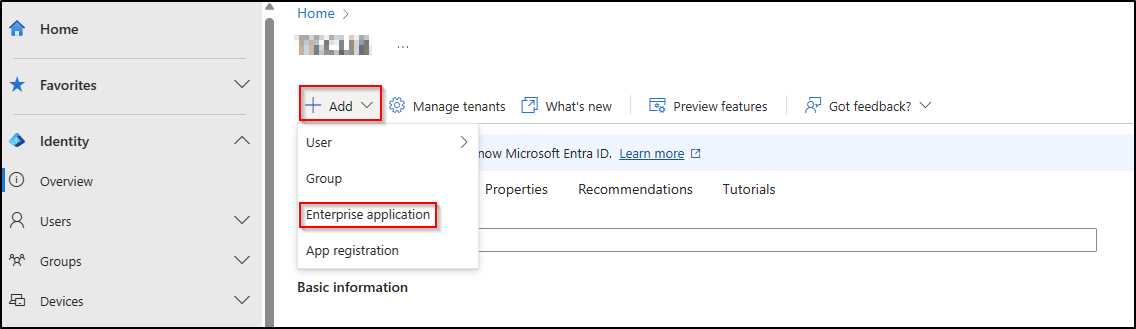 Home
Favorites
Identity
Overview
Users
Groups
Devices
Home >
...
+ Add
Manage tenants
What's new
Preview features
Got feedback?
User >
Group
Enterprise application
App registration
now Microsoft Entra ID. Learn more
Properties
Recommendations
Tutorials
Basic information